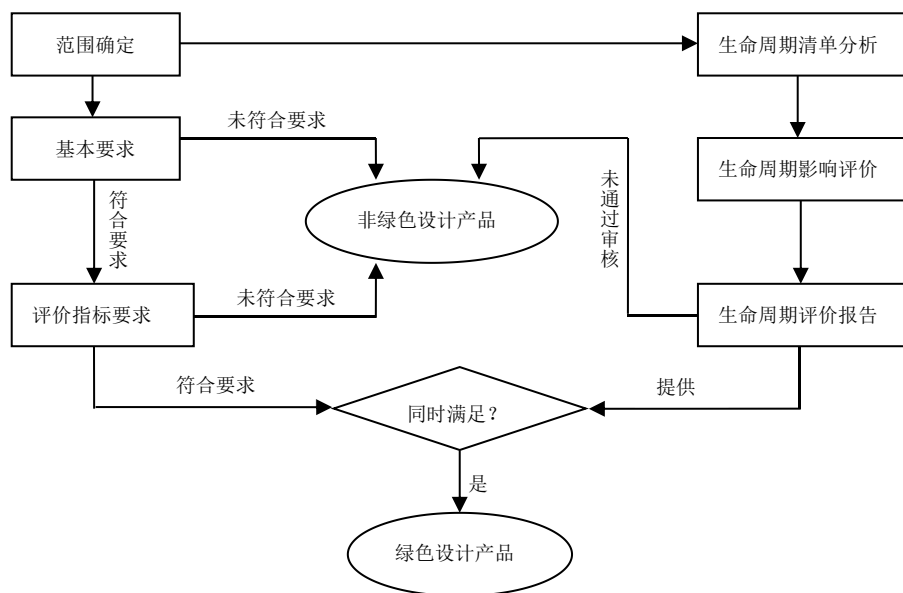 范围确定
生命周期清单分析
未符合要求
基本要求
生命周期影响评价
符合要求
未通过审核
非绿色设计产品
评价指标要求
未符合要求
生命周期评价报告
符合要求
提供
同时满足？
是
绿色设计产品